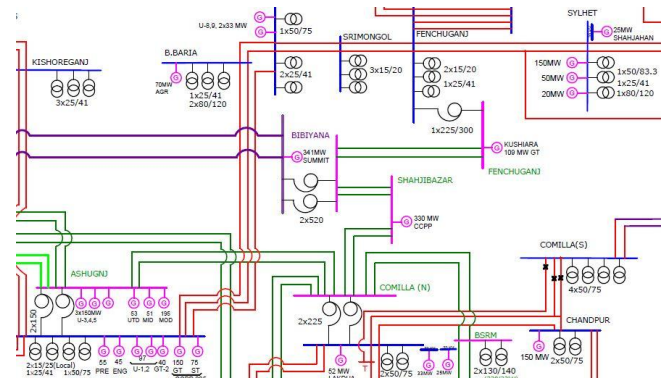 U-8,9, 2x33 MW
G
1x50/75
SRIMONGOL
FENCHUGANJ
SYLHET
G
25MW
SHAHJAHAN
KISHOREGANJ
3x25/41
B.BARIA
G
70MW
AGR
1x25/41
2x80/120
2x25/41
3x15/20
2x15/20
1x25/41
150MW G
50MW G
20MW G
1x50/83.3
1x25/41
1x80/120
1x225/300
BIBIYANA
G
341MW
SUMMIT
2x520
G
KUSHIARA
109 MW GT
FENCHUGANJ
SHAHJIBAZAR
G
330 MW
CCPP
COMILLA(S)
4x50/75
ASHUGNJ
G G G
3x150MW
U-3,4,5
G G G
53 51 195
UTD MID MOD
2x150
COMILLA (N)
2x225
CHANDPUR
G
150 MW
2x50/75
BSRM
2x130/140
2x15/25(Local)
1x25/41 1x50/75
G G G G G G
55 45 97 40 150 75
PRE ENG U-1,2 GT-2 GT ST
G
52 MW
T
2x50/75
G G